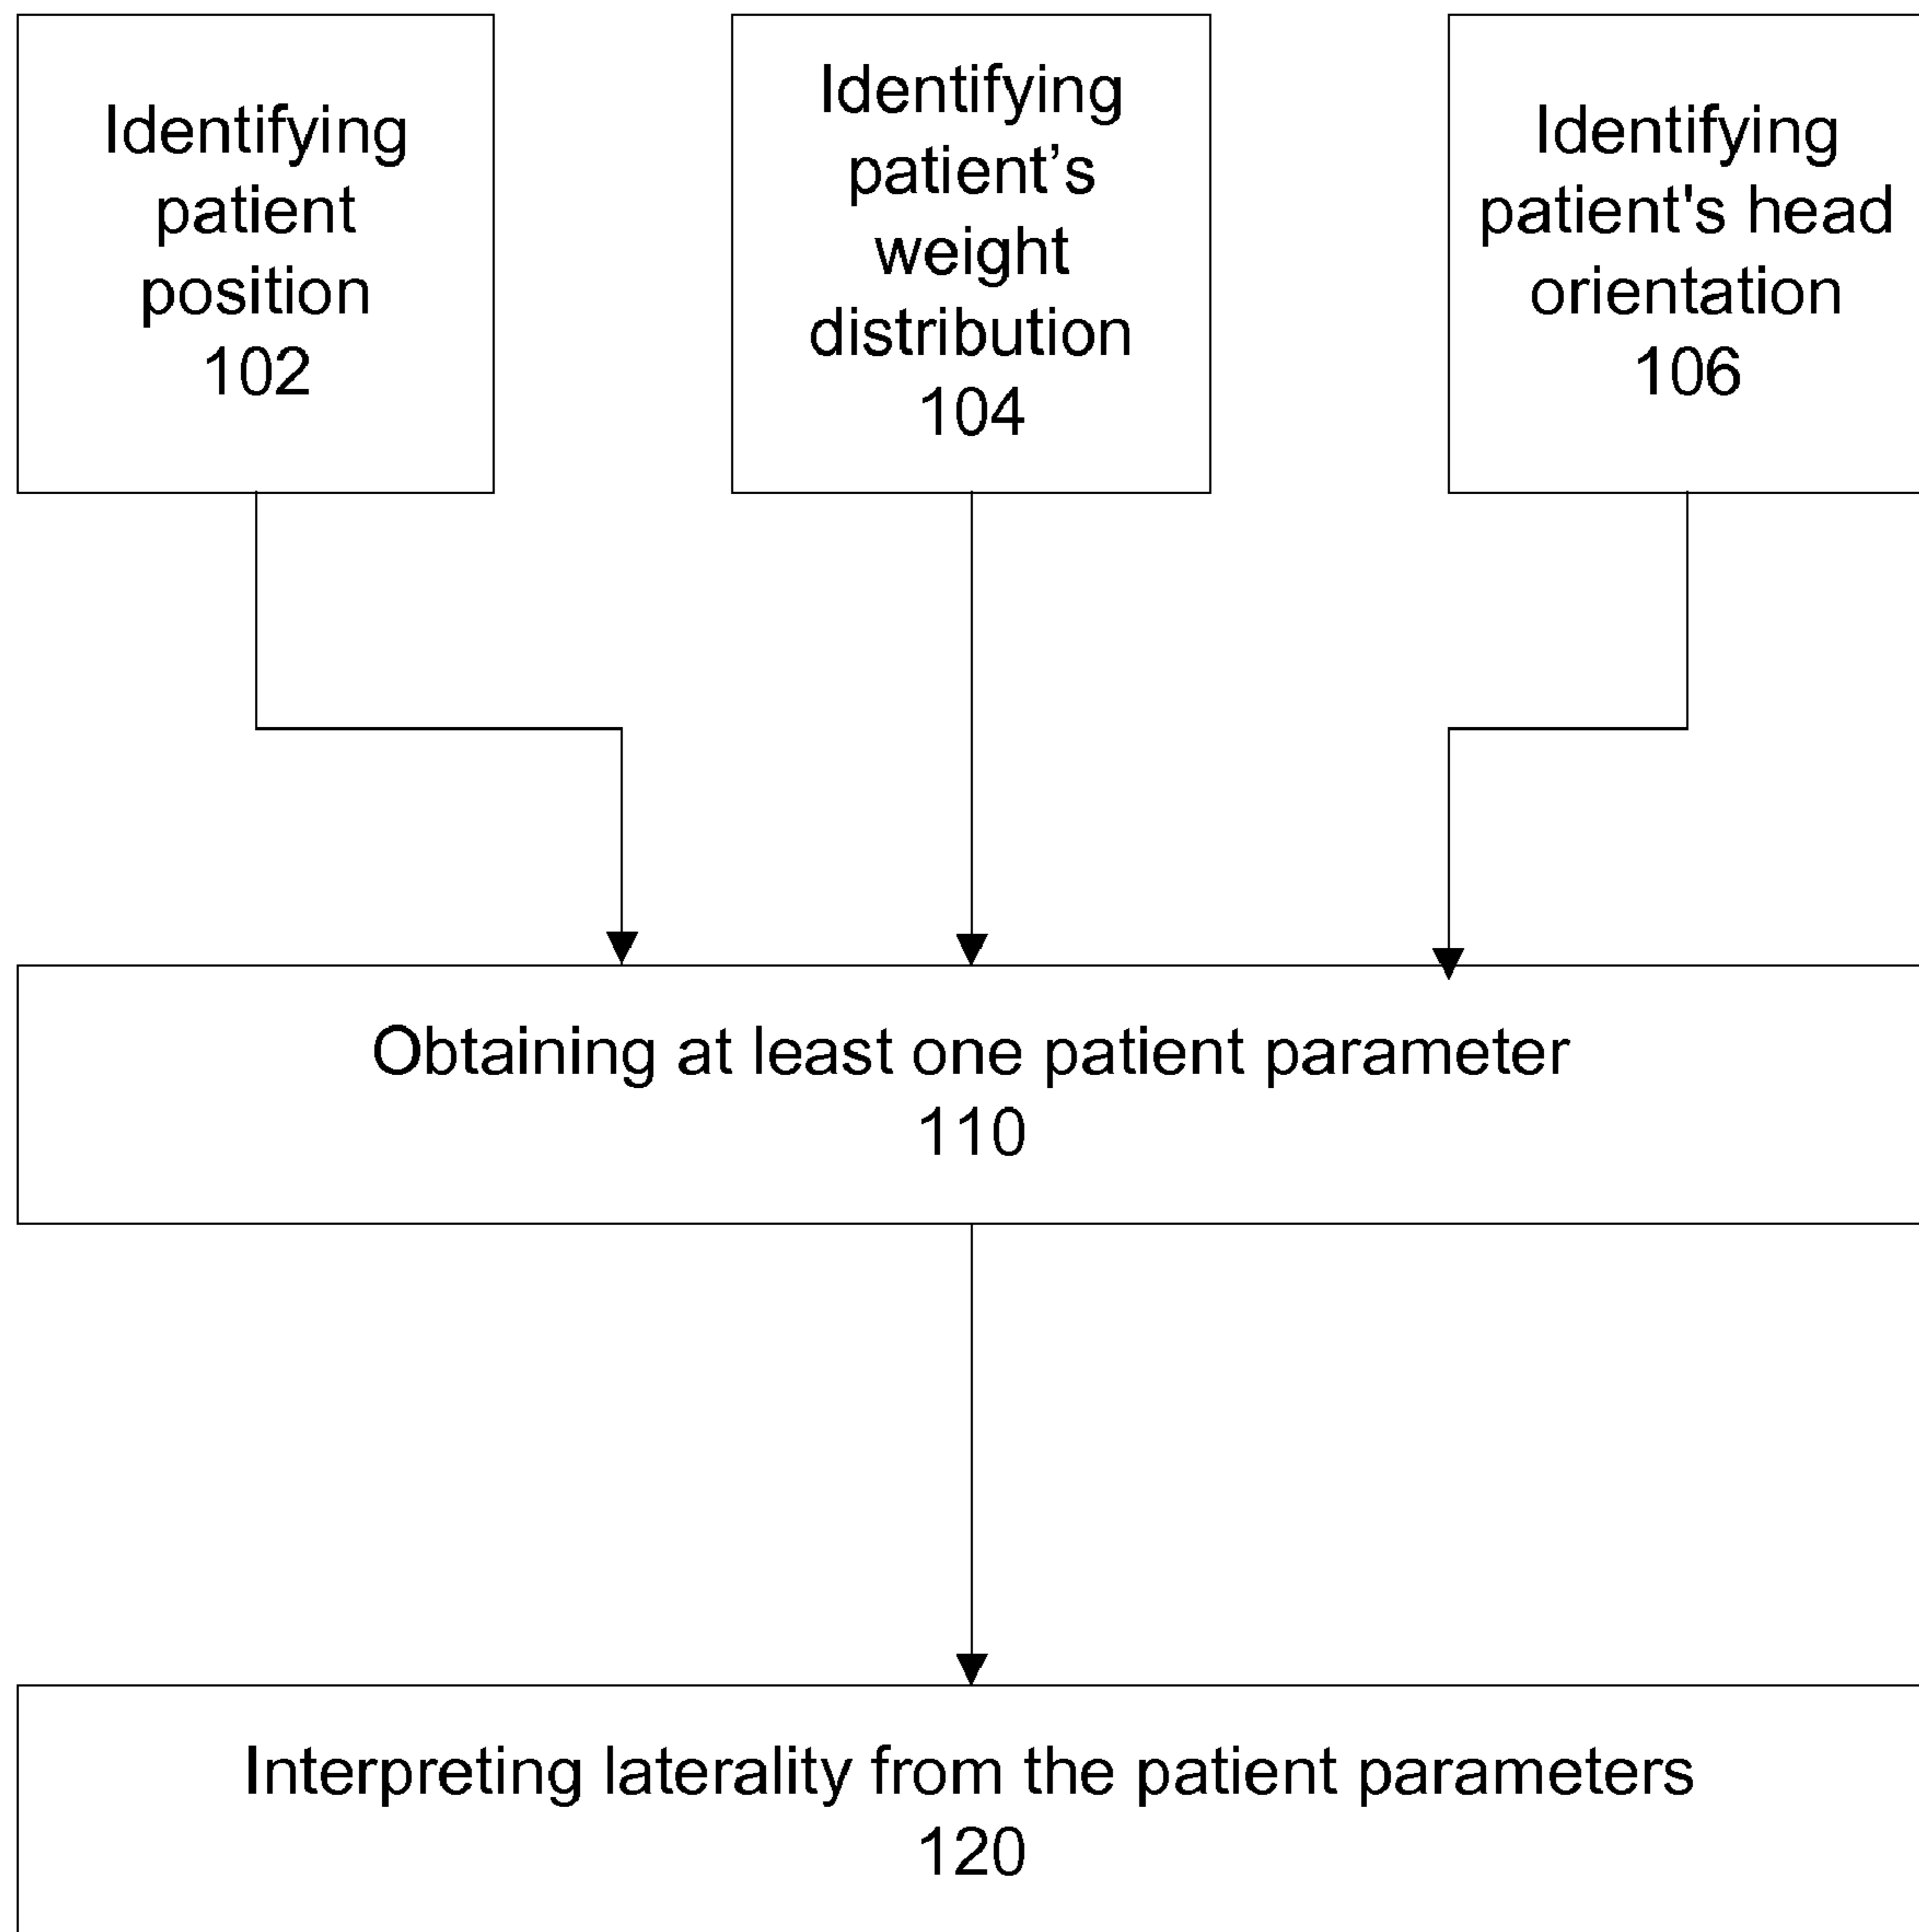 Identifying
patient
position
102
Identifying
patient’s
weight
distribution
104
Identifying
patient's head
orientation
106
Obtaining at least one patient parameter
110
Interpreting laterality from the patient parameters
120